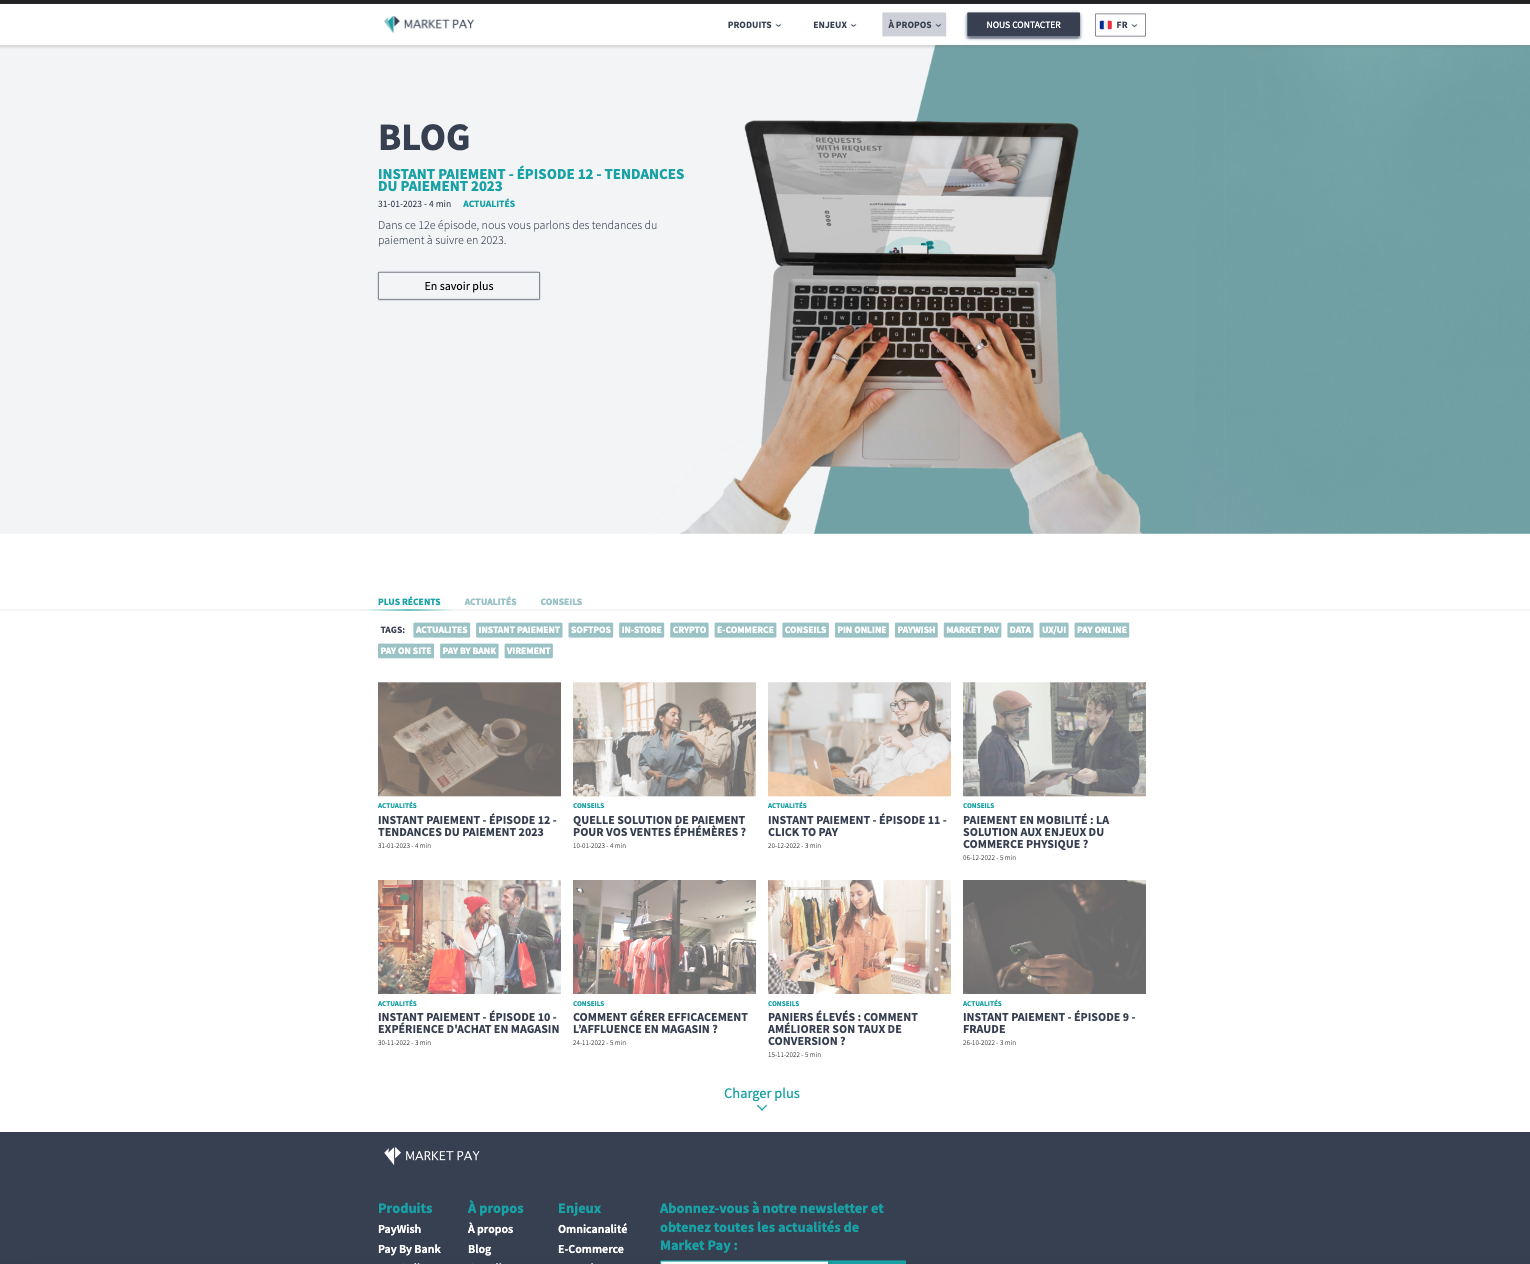 MARKET PAY
PRODUITS
ENJEUX
À PROPOS
NOUS CONTACTER
FR
BLOG
INSTANT PAIEMENT - ÉPISODE 12 - TENDANCES
DU PAIEMENT 2023
31-01-2023 - 4 min ACTUALITÉS
Dans ce 12e épisode, nous vous parlons des tendances du
paiement à suivre en 2023.
En savoir plus
REQUESTS
WITH REQUEST
TO PAY
PLUS RÉCENTS ACTUALITÉS CONSEILS
TAGS: ACTUALITES INSTANT PAIEMENT SOFTPOS IN-STORE CRYPTO E-COMMERCE CONSEILS PIN ONLINE PAYWISH MARKET PAY DATA UX/UI PAY ONLINE
PAY ON SITE PAY BY BANK VIREMENT
ACTUALITÉS
INSTANT PAIEMENT - ÉPISODE 12 -
TENDANCES DU PAIEMENT 2023
31-01-2023 - 4 min
CONSEILS
QUELLE SOLUTION DE PAIEMENT
POUR VOS VENTES ÉPHÉMÈRES ?
10-01-2023 - 4 min
ACTUALITÉS
INSTANT PAIEMENT - ÉPISODE 11 -
CLICK TO PAY
20-12-2022 - 3 min
CONSEILS
PAIEMENT EN MOBILITÉ : LA
SOLUTION AUX ENJEUX DU
COMMERCE PHYSIQUE ?
06-12-2022 - 5 min
ACTUALITÉS
INSTANT PAIEMENT - ÉPISODE 10 -
EXPÉRIENCE D'ACHAT EN MAGASIN
30-11-2022 - 3 min
CONSEILS
COMMENT GÉRER EFFICACEMENT
L'AFFLUENCE EN MAGASIN ?
24-11-2022 - 5 min
CONSEILS
PANIERS ÉLEVÉS : COMMENT
AMÉLIORER SON TAUX DE
CONVERSION ?
15-11-2022 - 5 min
ACTUALITÉS
INSTANT PAIEMENT - ÉPISODE 9 -
FRAUDE
26-10-2022 - 3 min
Charger plus
MARKET PAY
Produits
PayWish
Pay By Bank
À propos
À propos
Blog
Enjeux
Omnicanalité
E-Commerce
Abonnez-vous à notre newsletter et
obtenez toutes les actualités de
Market Pay :